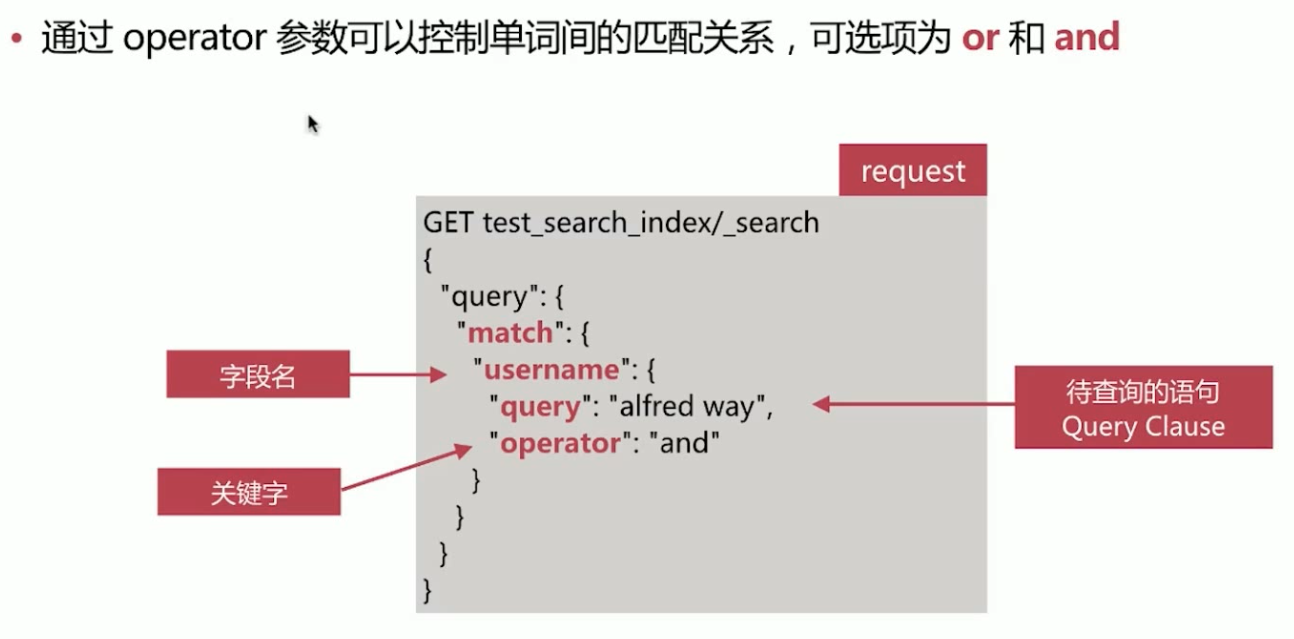 • 通过 operator 参数可以控制单词间的匹配关系，可选项为 or 和 and
request
GET test_search_index/_search
{
"query": {
"match": {
字段名
"username": {
"query": "alfred way",
待查询的语句
Query Clause
"operator": "and"
关键字
}
}
}
}